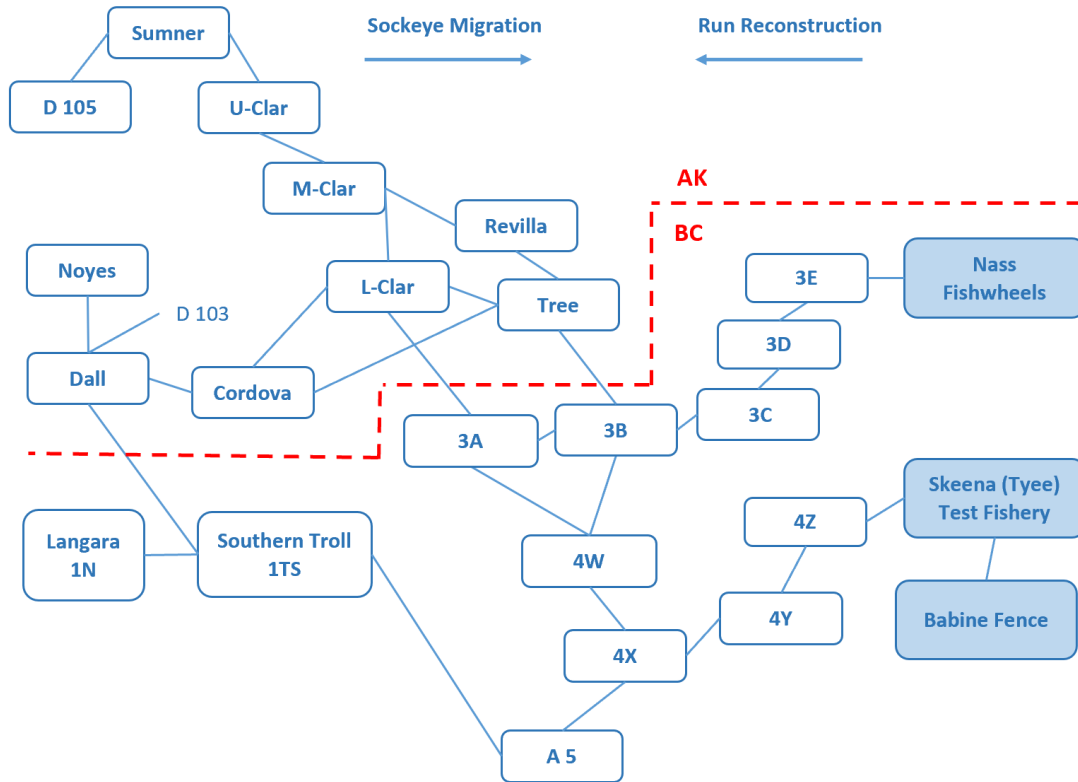 Sumner
Sockeye Migration
Run Reconstruction
D 105
U-Clar
M-Clar
AK
Revilla
BC
Noyes
L-Clar
3E
Nass
Fishwheels
Tree
D 103
3D
Dall
Cordova
3C
3A
3B
Skeena (Tyee)
Test Fishery
4Z
Langara
1N
Southern Troll
1TS
4W
4Y
Babine Fence
4X
A 5